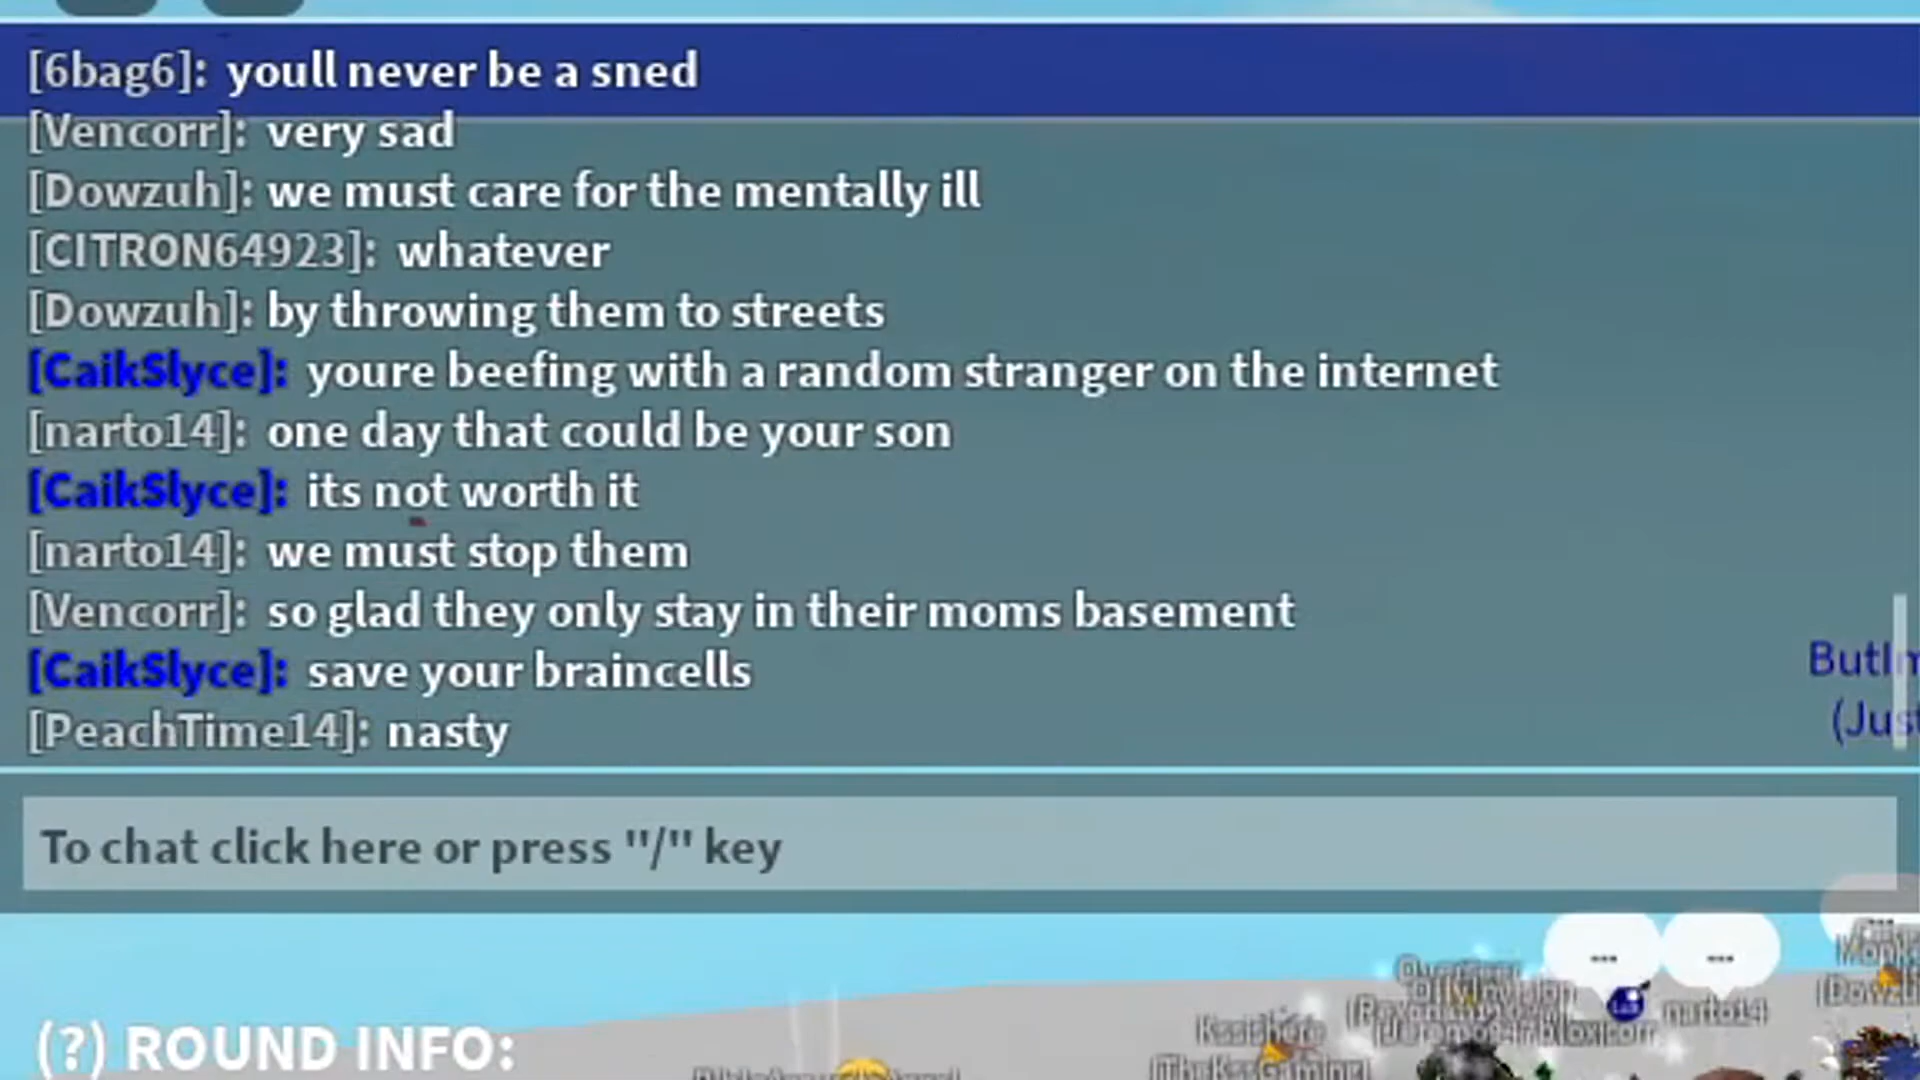 [6bag6]: youll never be a sned
[Vencorr]: very sad
[Dowzuh]: we must care for the mentally ill
[CITRON64923]: whatever
[Dowzuh]: by throwing them to streets
[CaikSlyce]: youre beefing with a random stranger on the internet
[narto14]: one day that could be your son
[CaikSlyce]: its not worth it
[narto14]: we must stop them
[Vencorr]: so glad they only stay in their moms basement
[CaikSlyce]: save your braincells
ButIm
(Just
[PeachTime14]: nasty
To chat click here or press "/" key
... ...
narto14
(?) ROUND INFO: